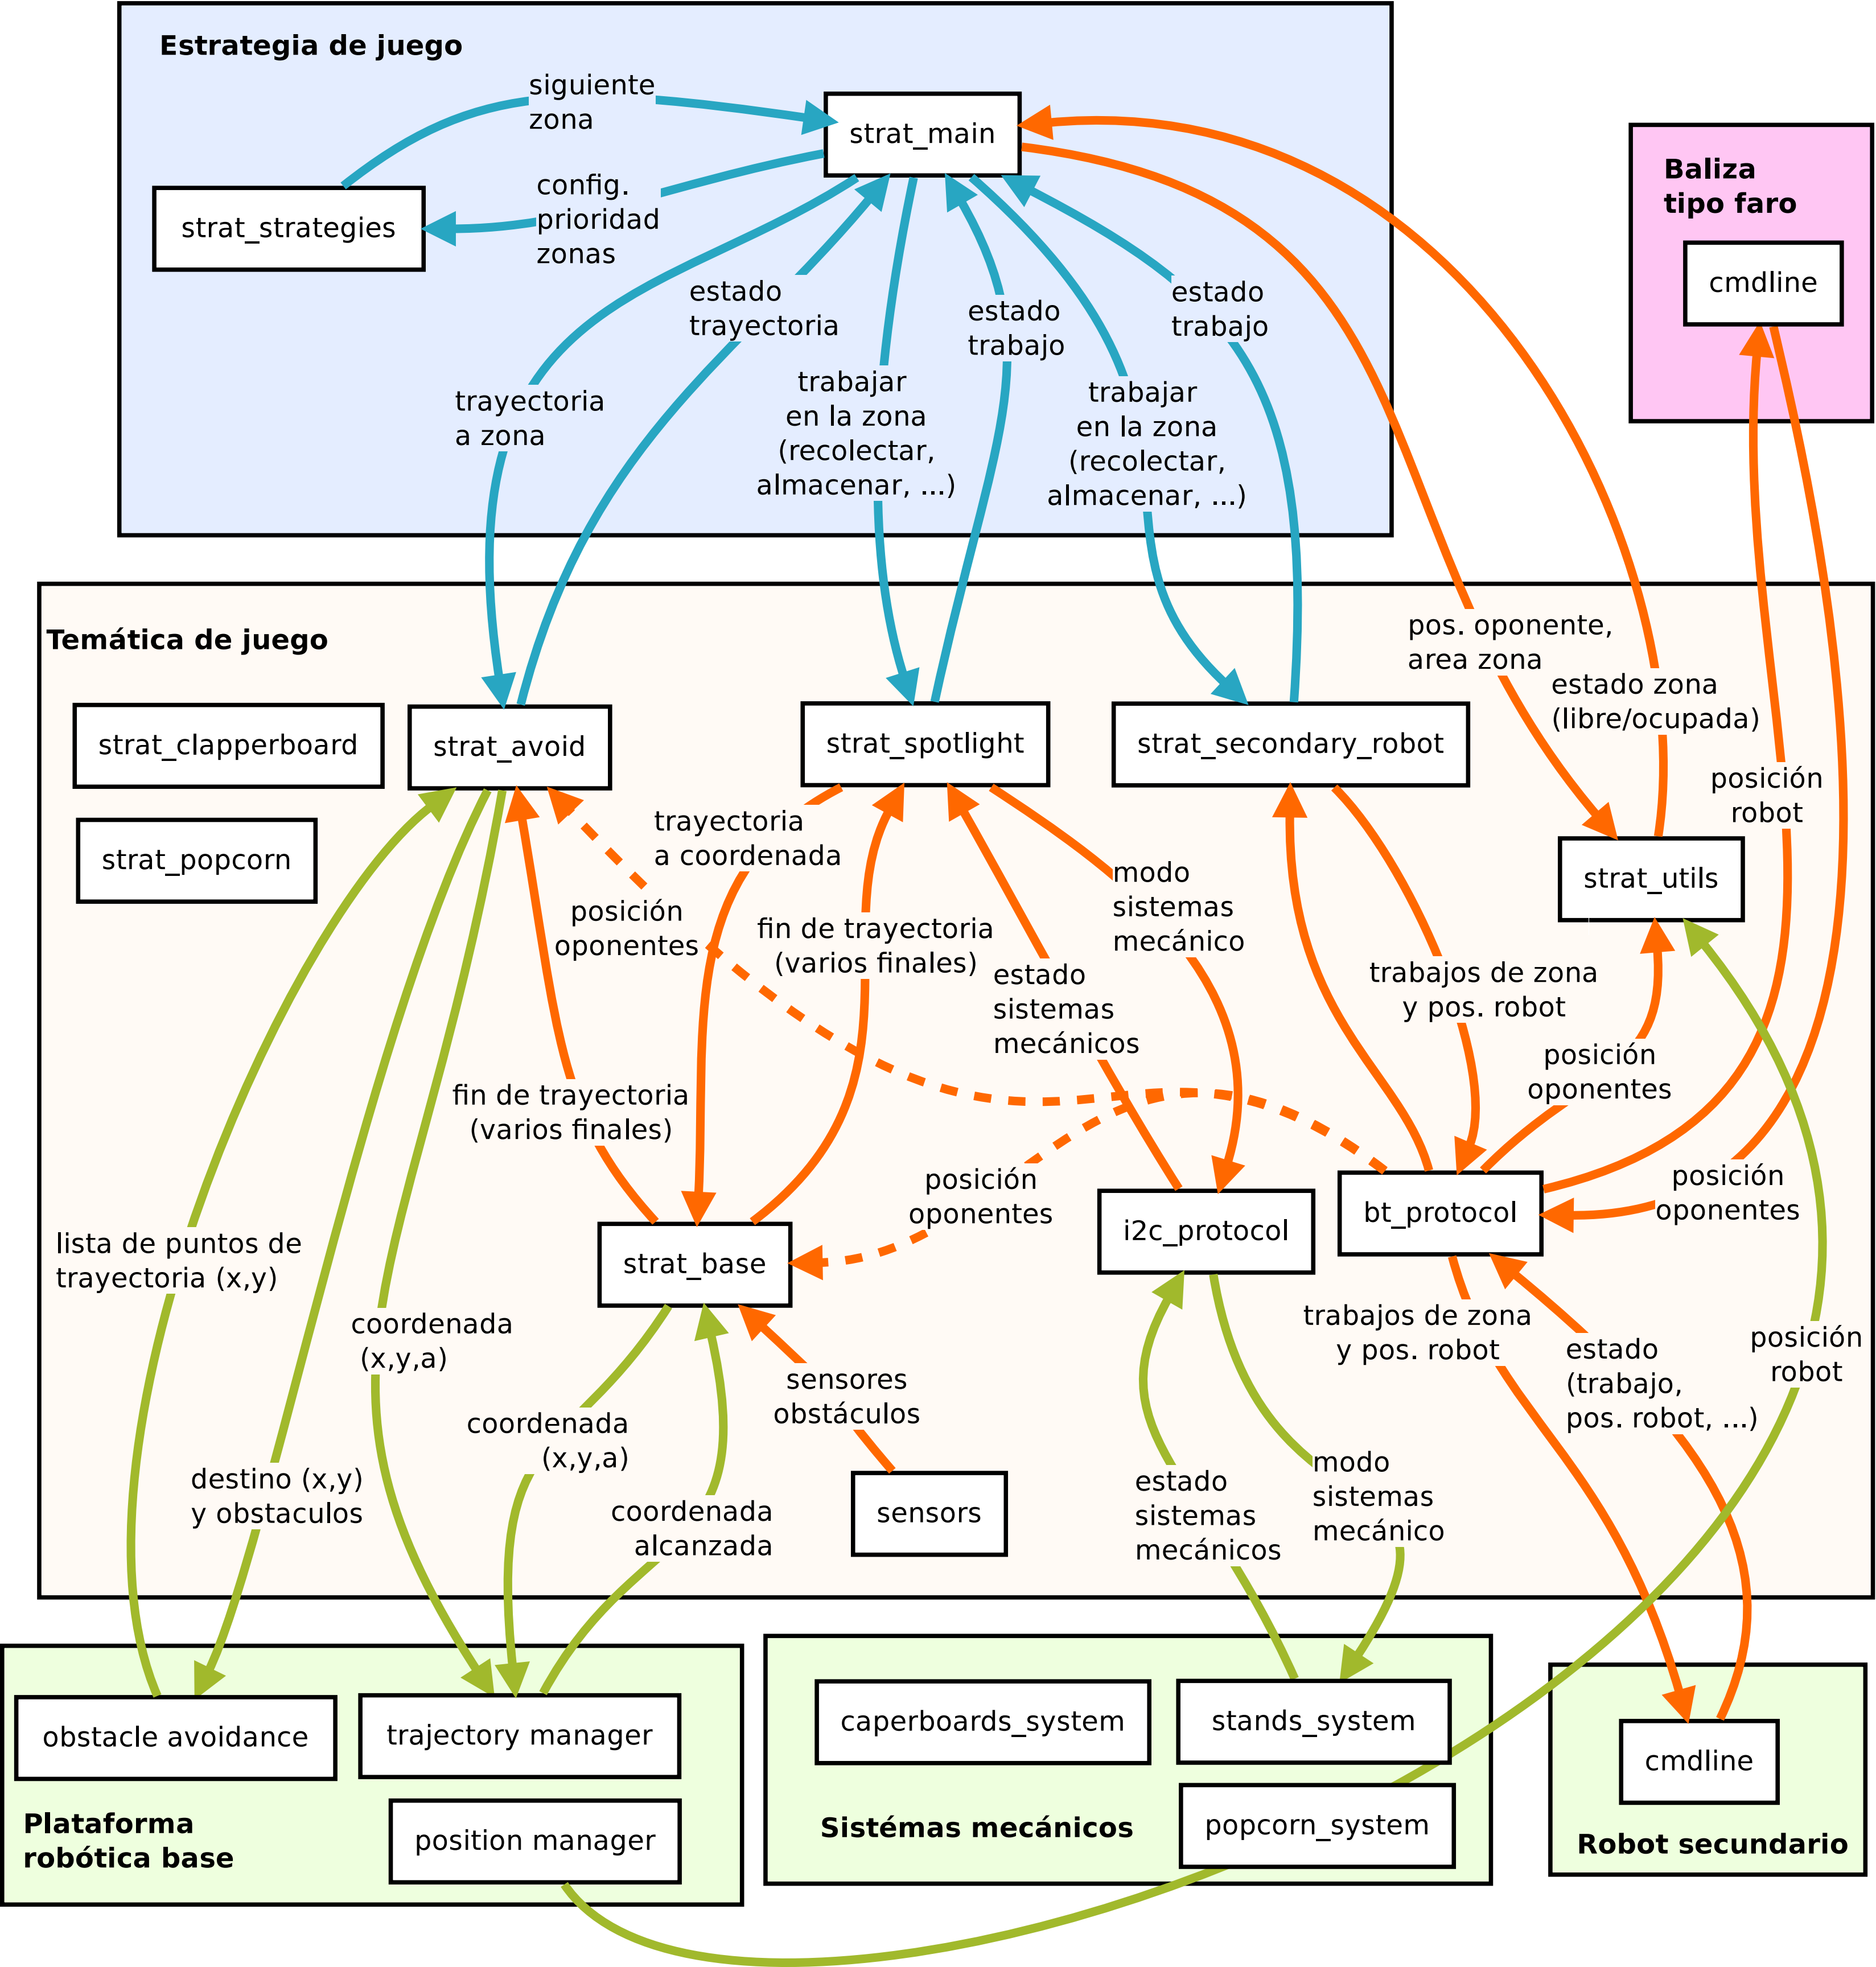 Estrategia de juego
siguiente
zona
strat_main
config.
prioridad
zonas
strat_strategies
estado
trayectoria
estado
trabajo
estado
trabajo
trayectoria
a zona
trabajar
en la zona
(recolectar,
almacenar, ...)
trabajar
en la zona
(recolectar,
almacenar, ...)
Baliza
tipo faro
cmdline
Temática de juego
pos. oponente,
area zona
estado zona
(libre/ocupada)
strat_clapperboard
strat_avoid
strat_spotlight
strat_secondary_robot
posición
robot
strat_popcorn
trayectoria
a coordenada
modo
sistemas
mecánico
strat_utils
posición
oponentes
fin de trayectoria
(varios finales)
estado
sistemas
mecánicos
trabajos de zona
y pos. robot
posición
oponentes
fin de trayectoria
(varios finales)
posición
oponentes
posición
oponentes
strat_base
i2c_protocol
bt_protocol
lista de puntos de
trayectoria (x,y)
coordenada
(x,y,a)
trabajos de zona
y pos. robot
estado
(trabajo,
pos. robot, ...)
posición
robot
sensores
obstáculos
coordenada
(x,y,a)
destino (x,y)
y obstaculos
coordenada
alcanzada
sensors
estado
sistemas
mecánicos
modo
sistemas
mecánico
obstacle avoidance
trajectory manager
position manager
Plataforma
robótica base
caperboards_system
stands_system
popcorn_system
Sistémas mecánicos
cmdline
Robot secundario